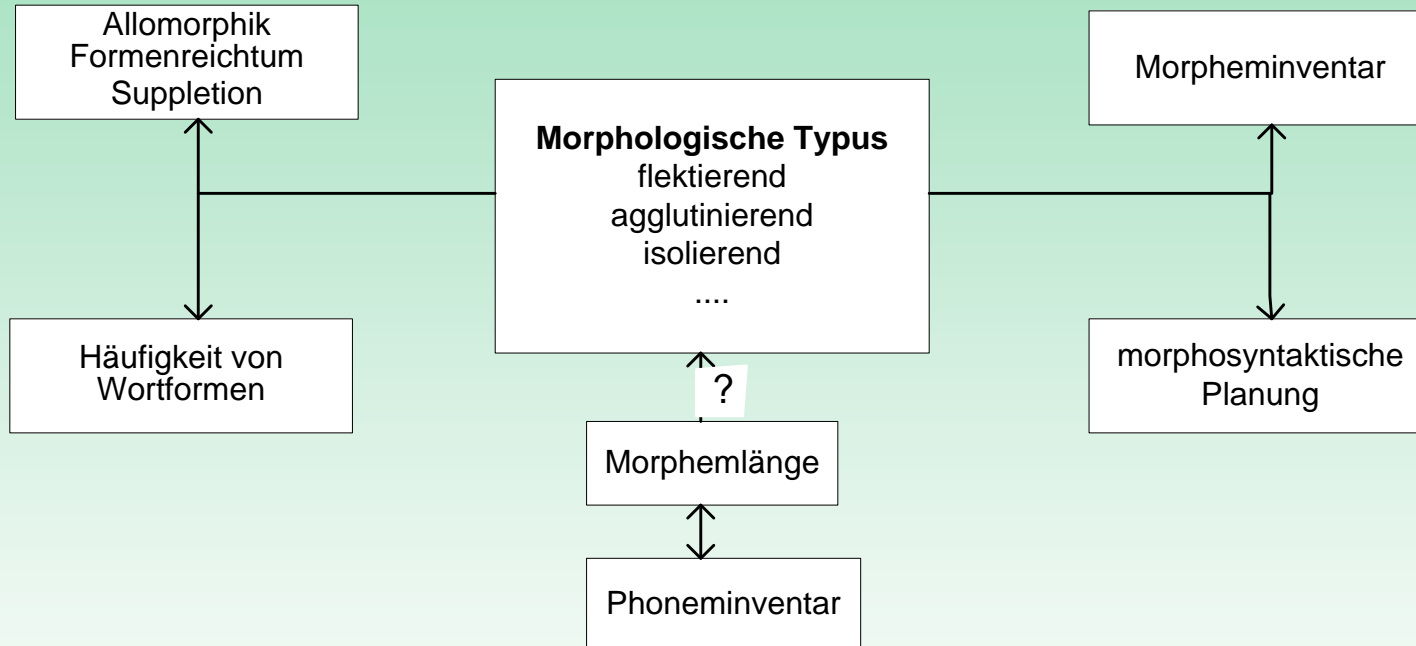 Allomorphik
Formenreichtum
Suppletion
Morphologische Typus
flektierend
agglutinierend
isolierend
....
Morpheminventar
Häufigkeit von
Wortformen
morphosyntaktische
Planung
?
Morphemlänge
Phoneminventar